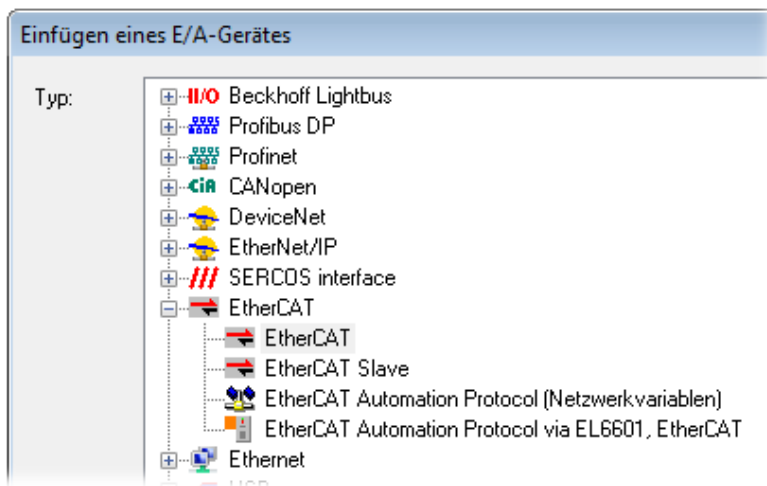 Einfügen eines E/A-Gerätes
Typ:
II/O Beckhoff Lightbus
Profibus DP
Profinet
CiA CANopen
DeviceNet
EtherNet/IP
SERCOS interface
EtherCAT
EtherCAT
EtherCAT Slave
EtherCAT Automation Protocol (Netzwerkvariablen)
EtherCAT Automation Protocol via EL6601, EtherCAT
Ethernet